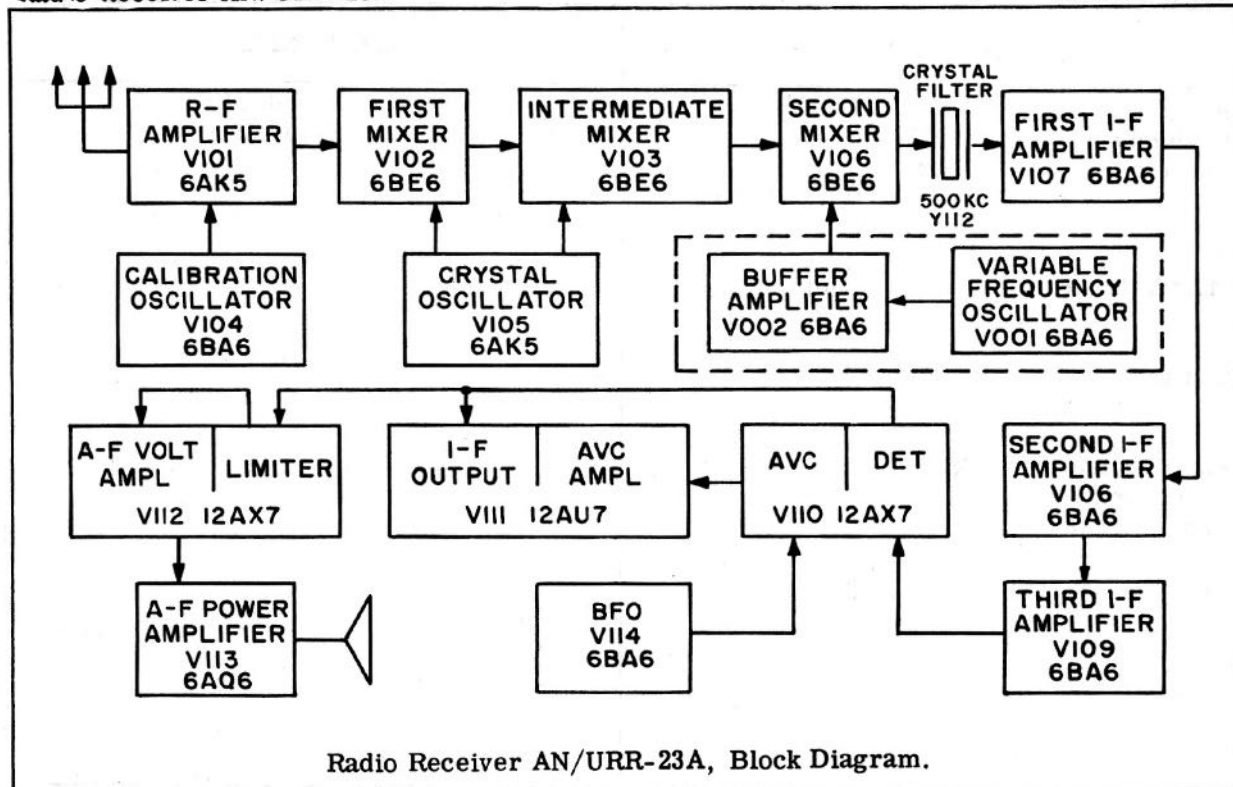 CRYSTAL
FILTER
R-F
AMPLIFIER
V101
6AK5
FIRST
MIXER
V102
6BE6
INTERMEDIATE
MIXER
V103
6BE6
SECOND
MIXER
V106
6BE6
500KC
Y112
FIRST I-F
AMPLIFIER
V107 6BA6
CALIBRATION
OSCILLATOR
V104
6BA6
CRYSTAL
OSCILLATOR
V105
6AK5
BUFFER
AMPLIFIER
V002 6BA6
VARIABLE
FREQUENCY
OSCILLATOR
V001 6BA6
A-F VOLT
AMPL
LIMITER
V112 12AX7
I-F
OUTPUT
AVC
AMPL
V111 12AU7
AVC
DET
V110 12AX7
SECOND I-F
AMPLIFIER
V106
6BA6
A-F POWER
AMPLIFIER
V113
6AQ6
BFO
V114
6BA6
THIRD I-F
AMPLIFIER
V109
6BA6
Radio Receiver AN/URR-23A, Block Diagram.